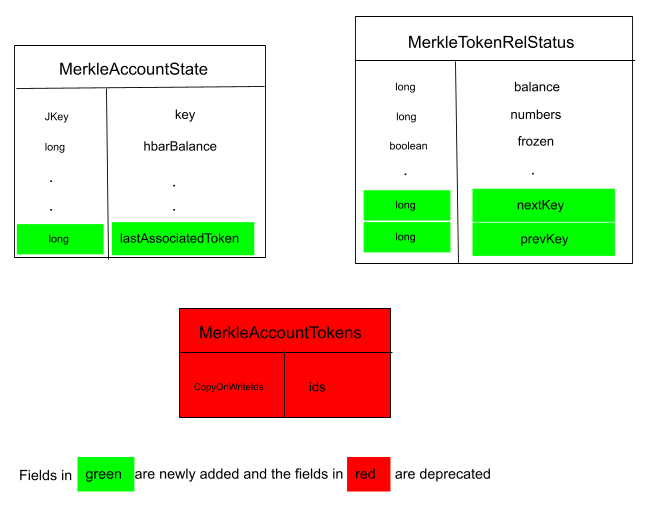 MerkleAccountState
JKey key
long hbarBalance
. .
. .
long lastAssociatedToken
MerkleTokenRelStatus
long balance
long numbers
boolean frozen
. .
long nextKey
long prevKey
MerkleAccountTokens
CopyOnWriteIds ids
Fields in green are newly added and the fields in red are deprecated